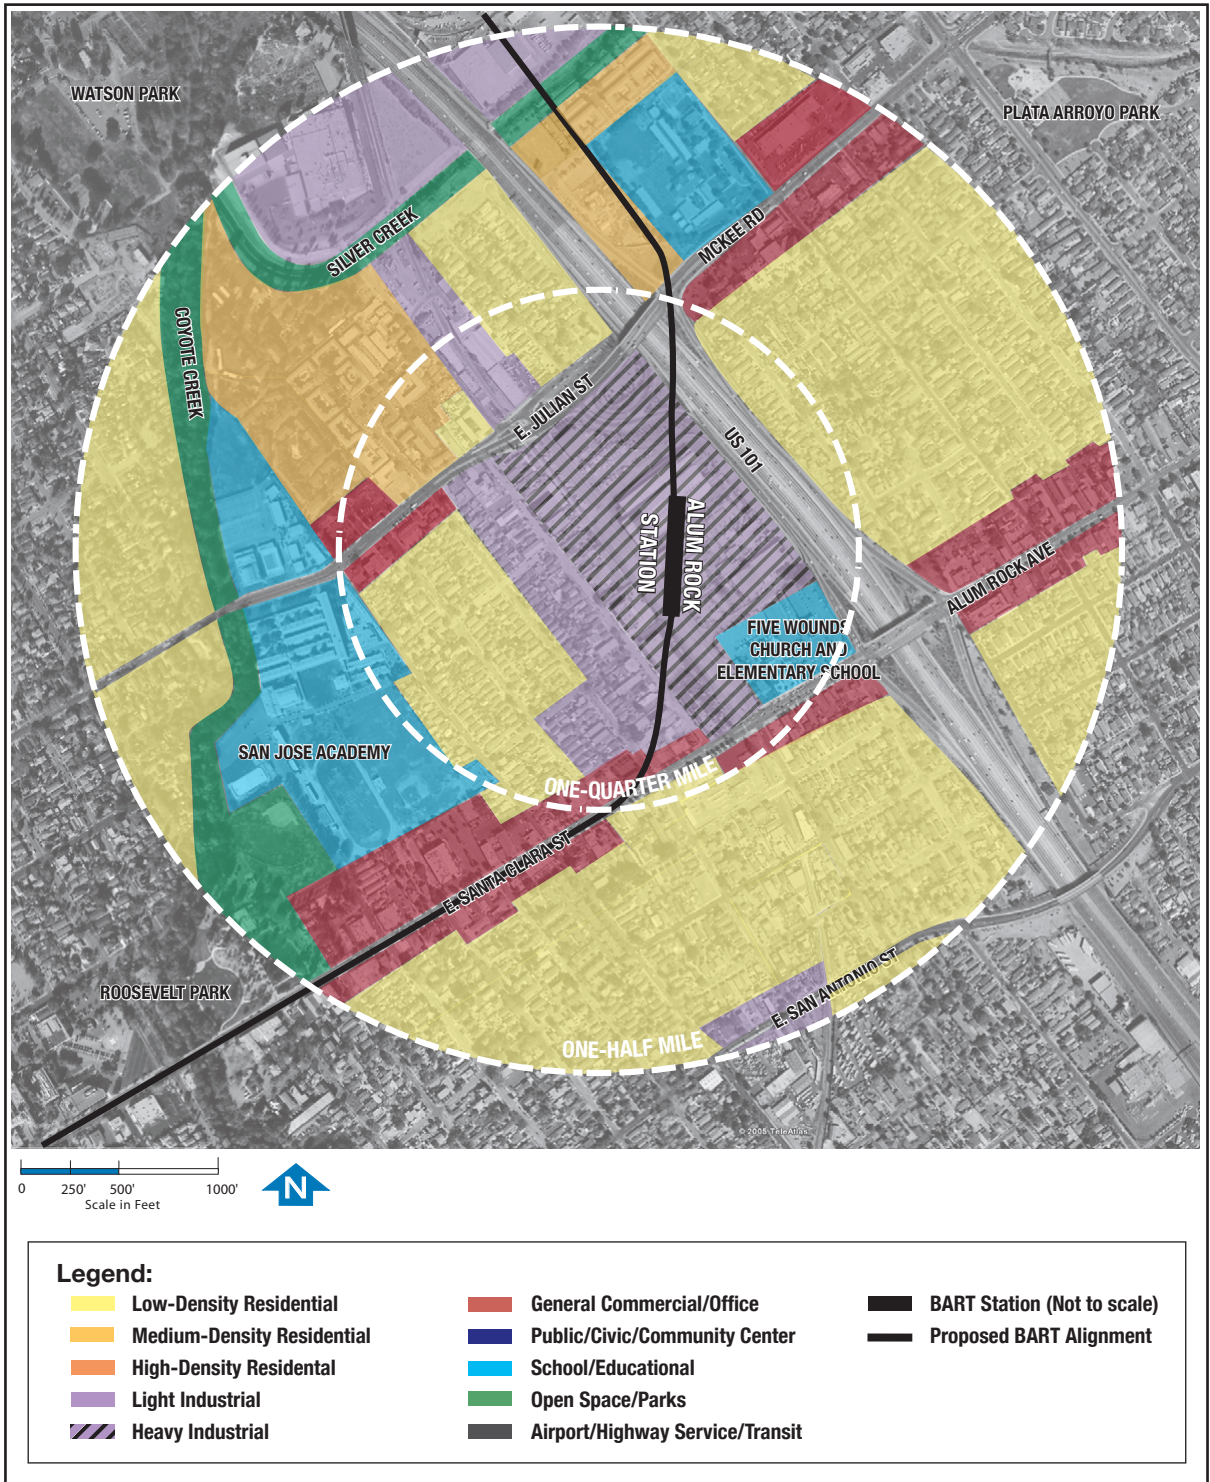 WATSON PARK
PLATA ARROYO PARK
SILVER CREEK
MCKEE RD
COYOTE CREEK
E. JULIAN ST
US 101
ALUM ROCK
STATION
ALUM ROCK AVE
FIVE WOUNDS
CHURCH AND
ELEMENTARY SCHOOL
SAN JOSE ACADEMY
ONE-QUARTER MILE
E. SANTA CLARA ST
ROOSEVELT PARK
E. SAN ANTONIO ST
ONE-HALF MILE
© 2005 TeleAtlas
0 250' 500' 1000'
Scale in Feet
N
Legend:
Low-Density Residential
Medium-Density Residential
High-Density Residental
Light Industrial
Heavy Industrial
General Commercial/Office
Public/Civic/Community Center
School/Educational
Open Space/Parks
Airport/Highway Service/Transit
BART Station (Not to scale)
Proposed BART Alignment